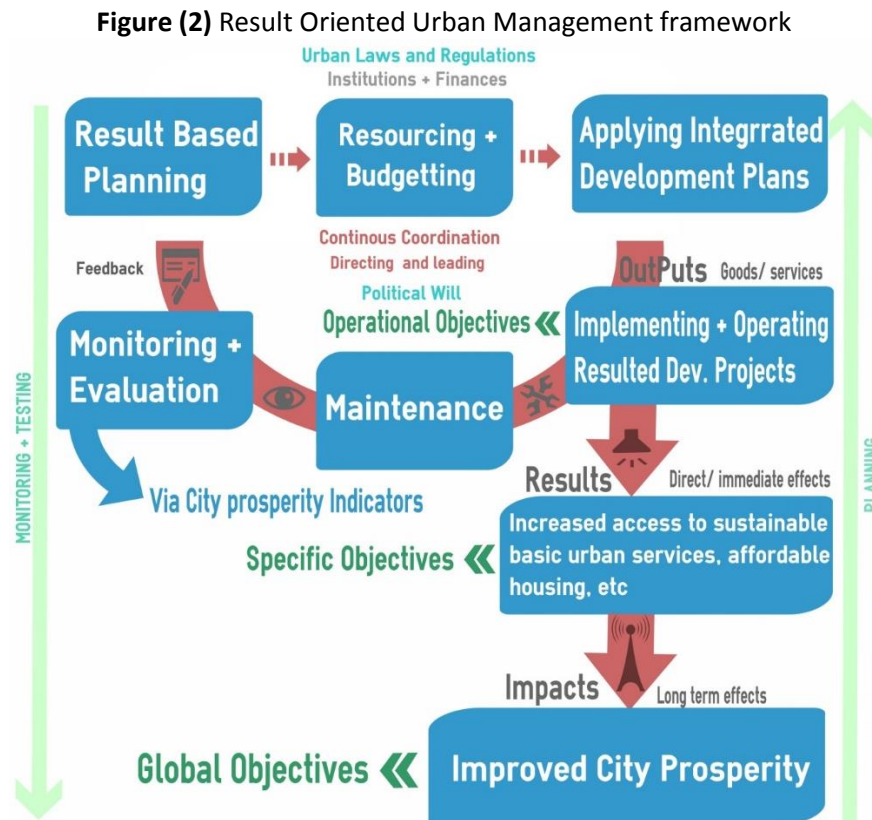 Figure (2) Result Oriented Urban Management framework
Urban Laws and Regulations
Institutions + Finances
Result Based
Planning
Resourcing +
Budgetting
Applying Integrrated
Development Plans
Continous Coordination
Directing and leading
Political Will
Feedback
OutPuts
Goods/ services
Operational Objectives
Implementing + Operating
Resulted Dev. Projects
Monitoring +
Evaluation
Maintenance
Via City prosperity Indicators
Results
Direct/ immediate effects
Specific Objectives
Increased access to sustainable
basic urban services, affordable
housing, etc
Impacts
Long term effects
Global Objectives
Improved City Prosperity
MONITORING + TESTING
PLANNING